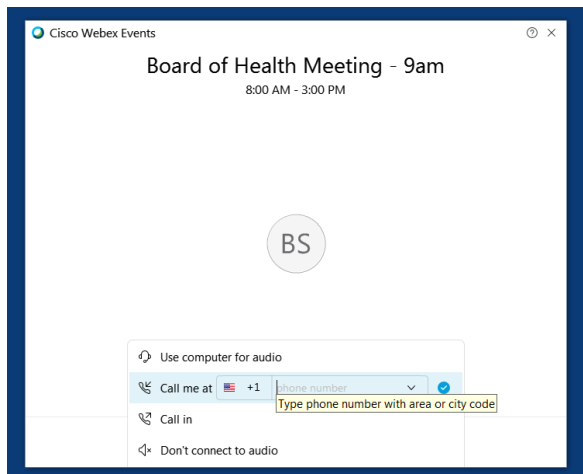 Cisco Webex Events
Board of Health Meeting - 9am
8:00 AM - 3:00 PM
BS
Use computer for audio
Call me at +1 phone number
Type phone number with area or city code
Call in
Don't connect to audio